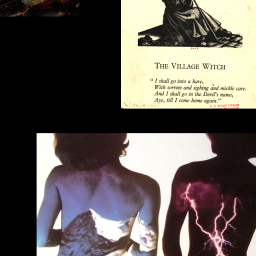 THE VILLAGE WITCH
"I shall go into a hare,
With sorrow and sighing and mickle care.
And I shall go in the Devil's name,
Aye, till I come home again."